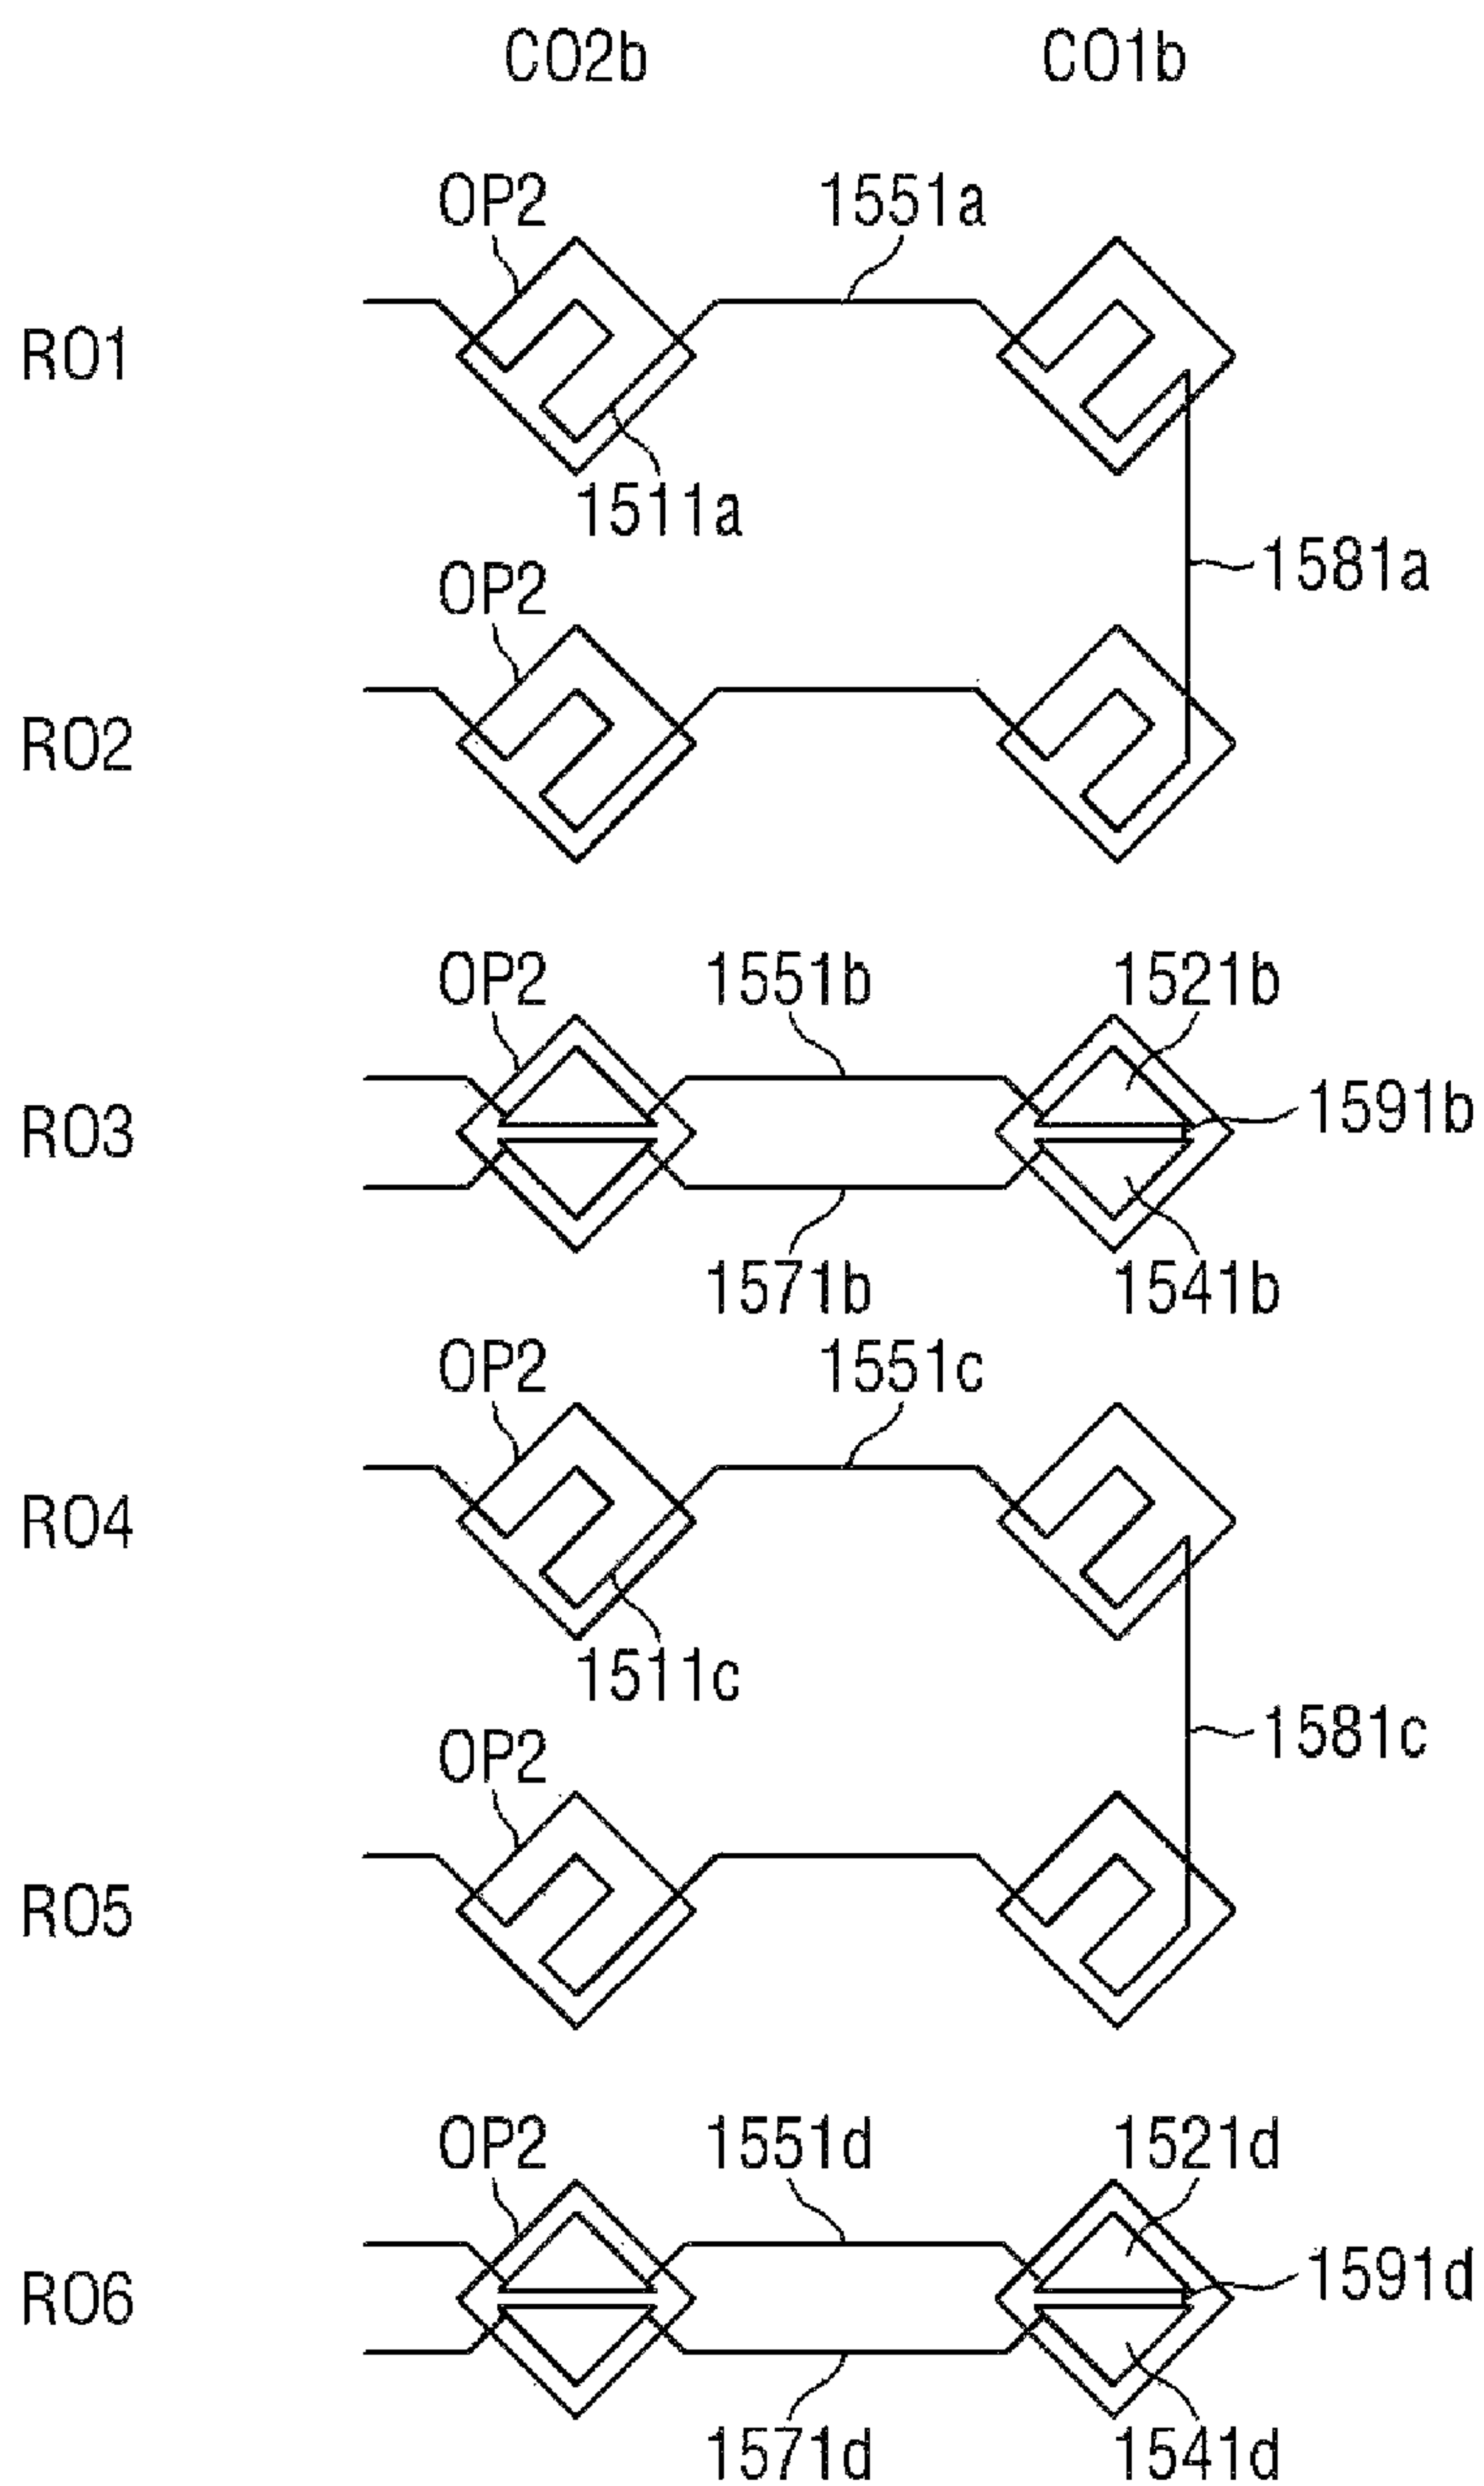 CO2b CO1b
OP2 1551a
RO1
1511a
1581a
OP2
RO2
OP2 1551b 1521b
RO3 1591b
1571b 1541b
OP2 1551c
RO4
1511c
1581c
OP2
RO5
OP2 1551d 1521d
RO6 1591d
1571d 1541d